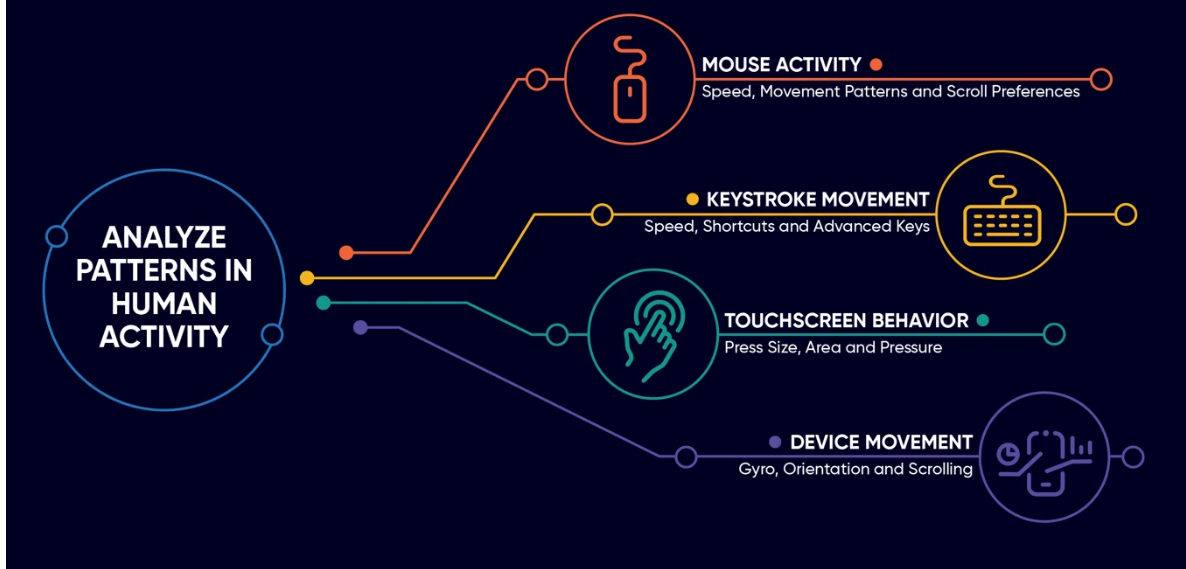 ANALYZE
PATTERNS IN
HUMAN
ACTIVITY
MOUSE ACTIVITY
Speed, Movement Patterns and Scroll Preferences
KEYSTROKE MOVEMENT
Speed, Shortcuts and Advanced Keys
TOUCHSCREEN BEHAVIOR
Press Size, Area and Pressure
DEVICE MOVEMENT
Gyro, Orientation and Scrolling